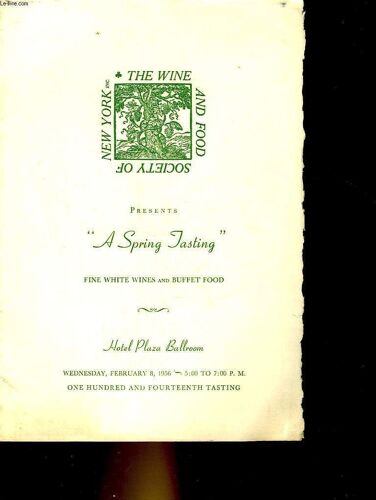 Le-livre.com
THE WINE
AND FOOD
SOCIETY OF
NEW YORK INC.
PRESENTS
"A Spring Tasting"
FINE WHITE WINES AND BUFFET FOOD
Hotel Plaza Ballroom
WEDNESDAY, FEBRUARY 8, 1956 ~ 5:00 TO 7:00 P. M.
ONE HUNDRED AND FOURTEENTH TASTING